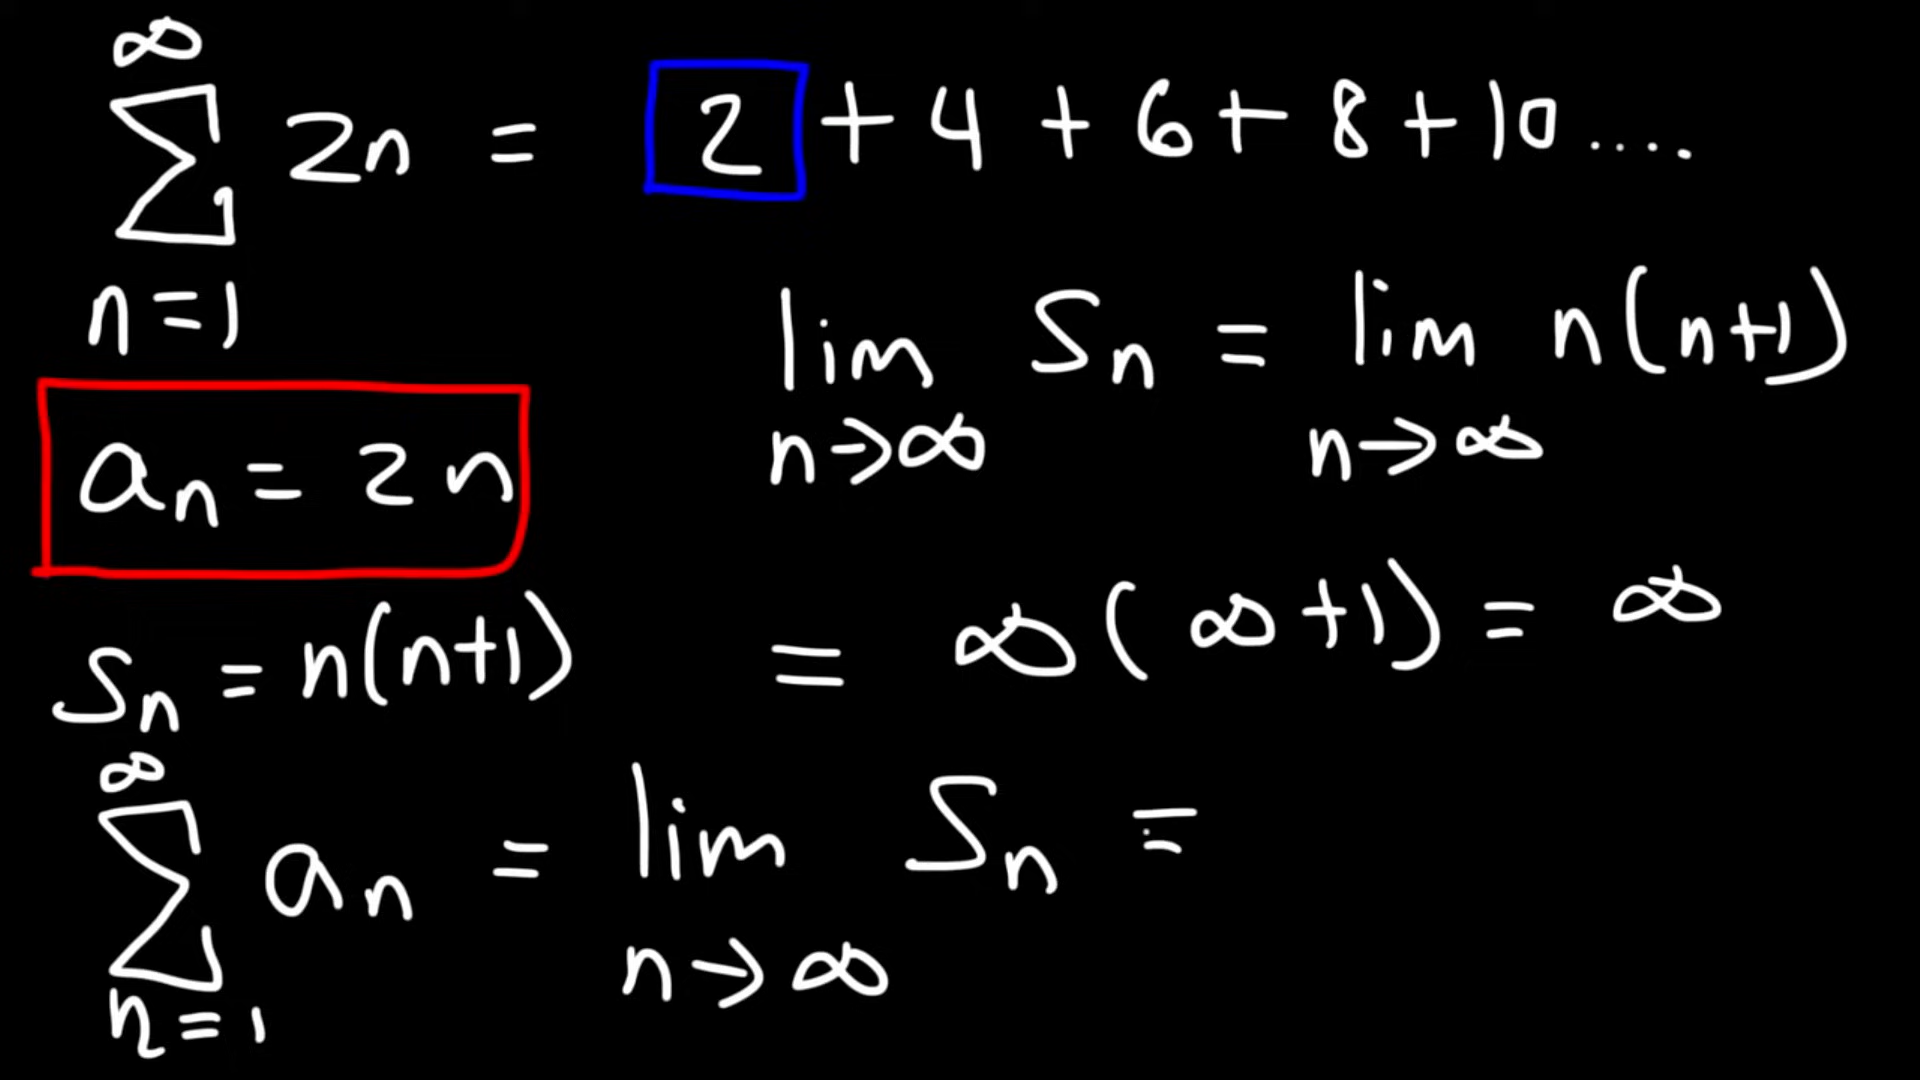 ∞
∑ 2n = 2 + 4 + 6 + 8 + 10 ....
n=1
lim Sn = lim n(n+1)
n→∞ n→∞
an = 2n
Sn = n(n+1)
= ∞(∞+1) = ∞
∞
∑ an = lim Sn =
n=1 n→∞